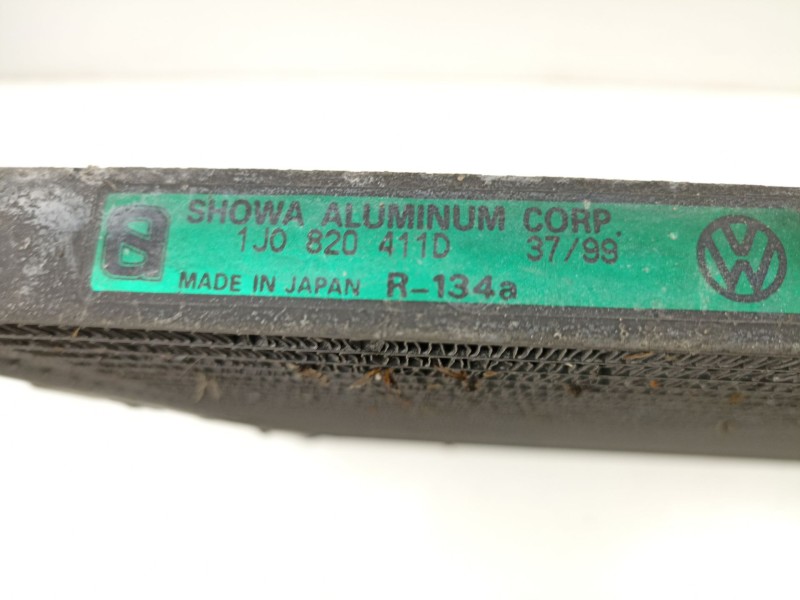 SHOWA ALUMINUM CORP.
1J0 820 411D 37/99
MADE IN JAPAN R-134a